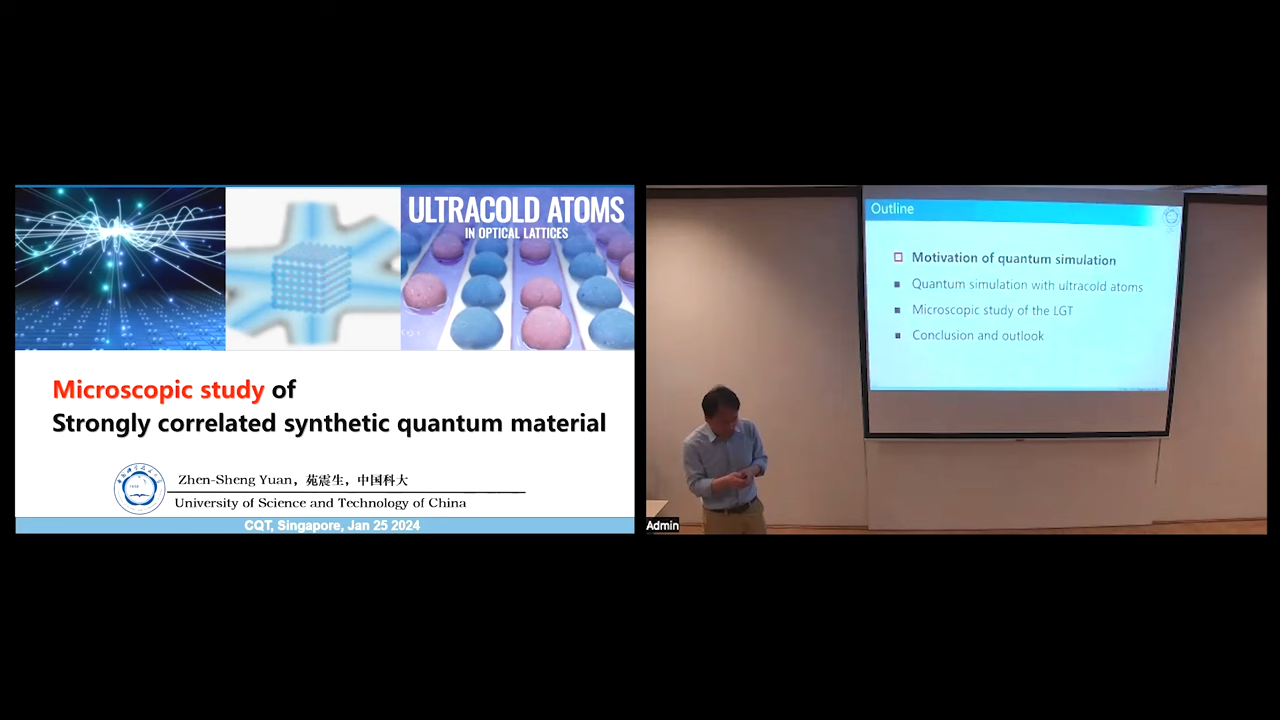 ULTRACOLD ATOMS
IN OPTICAL LATTICES
Microscopic study of
Strongly correlated synthetic quantum material
Zhen-Sheng Yuan, 苑震生, 中国科大
University of Science and Technology of China
CQT, Singapore, Jan 25 2024
Outline
Motivation of quantum simulation
Quantum simulation with ultracold atoms
Microscopic study of the LGT
Conclusion and outlook
Admin